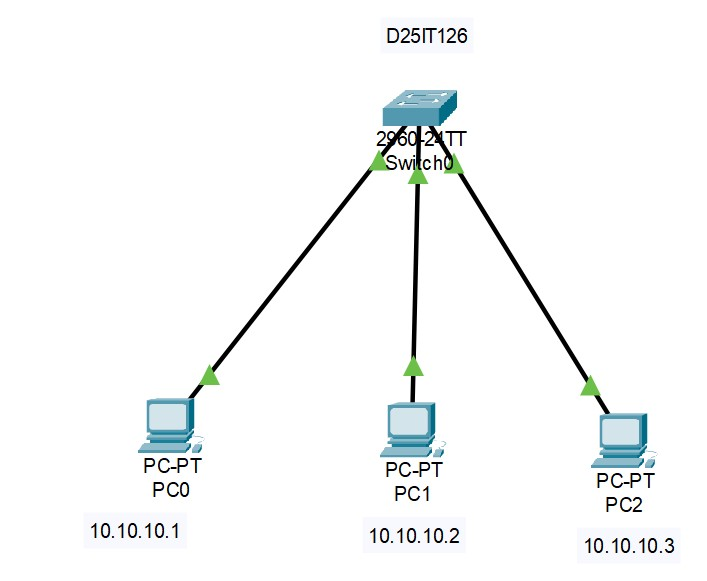 D25IT126
2960-24TT
Switch0
PC-PT
PC0
PC-PT
PC1
PC-PT
PC2
10.10.10.1
10.10.10.2
10.10.10.3